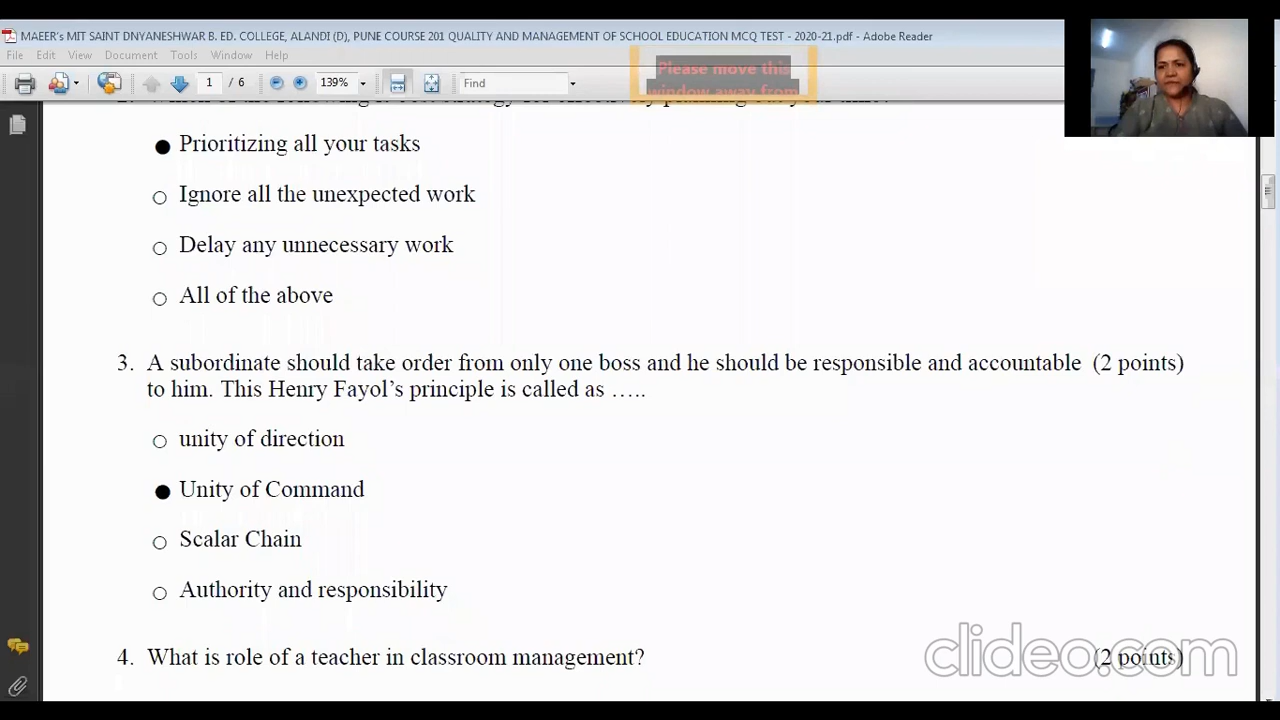 MAEER's MIT SAINT DNYANESHWAR B. ED. COLLEGE, ALANDI (D), PUNE COURSE 201 QUALITY AND MANAGEMENT OF SCHOOL EDUCATION MCQ TEST - 2020-21.pdf - Adobe Reader
File Edit View Document Tools Window Help
1 / 6 139% Find
Please move this
window away from
Prioritizing all your tasks
Ignore all the unexpected work
Delay any unnecessary work
All of the above
3. A subordinate should take order from only one boss and he should be responsible and accountable (2 points)
to him. This Henry Fayol's principle is called as …..
unity of direction
Unity of Command
Scalar Chain
Authority and responsibility
4. What is role of a teacher in classroom management? (2 points)
clideo.com